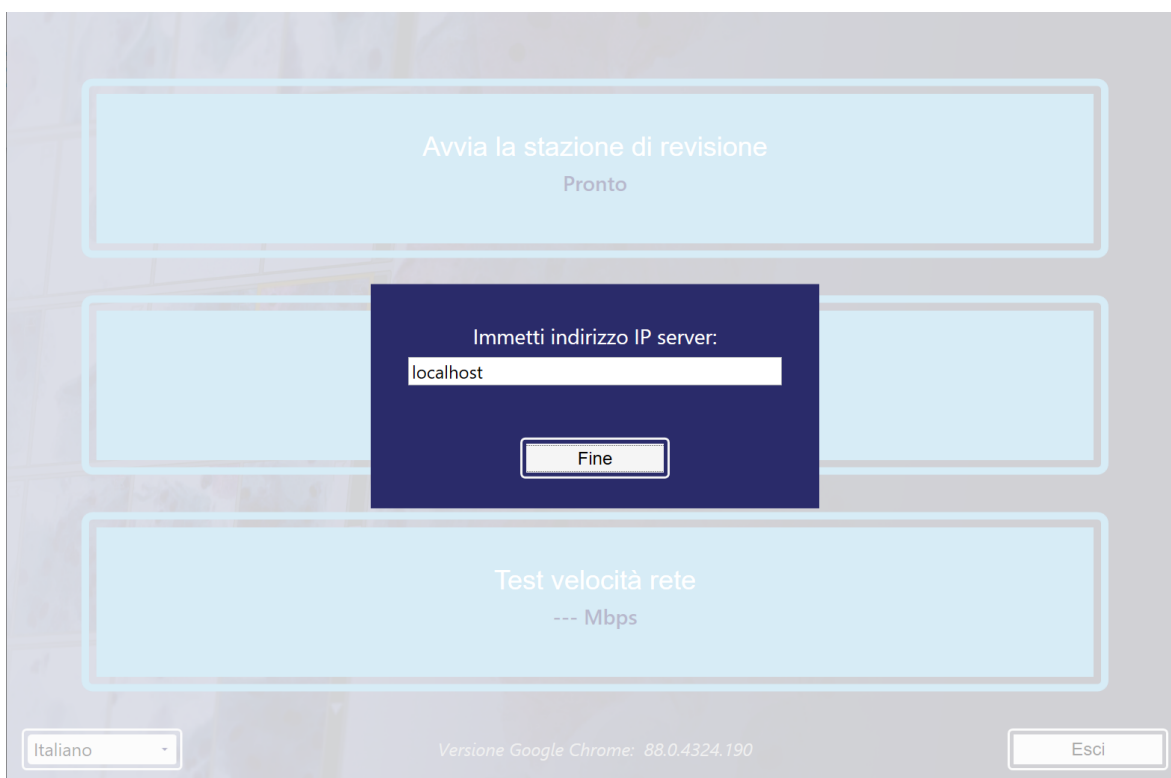 Avvia la stazione di revisione
Pronto
Immetti indirizzo IP server:
localhost
Fine
Test velocità rete
--- Mbps
Italiano
Versione Google Chrome: 88.0.4324.190
Esci